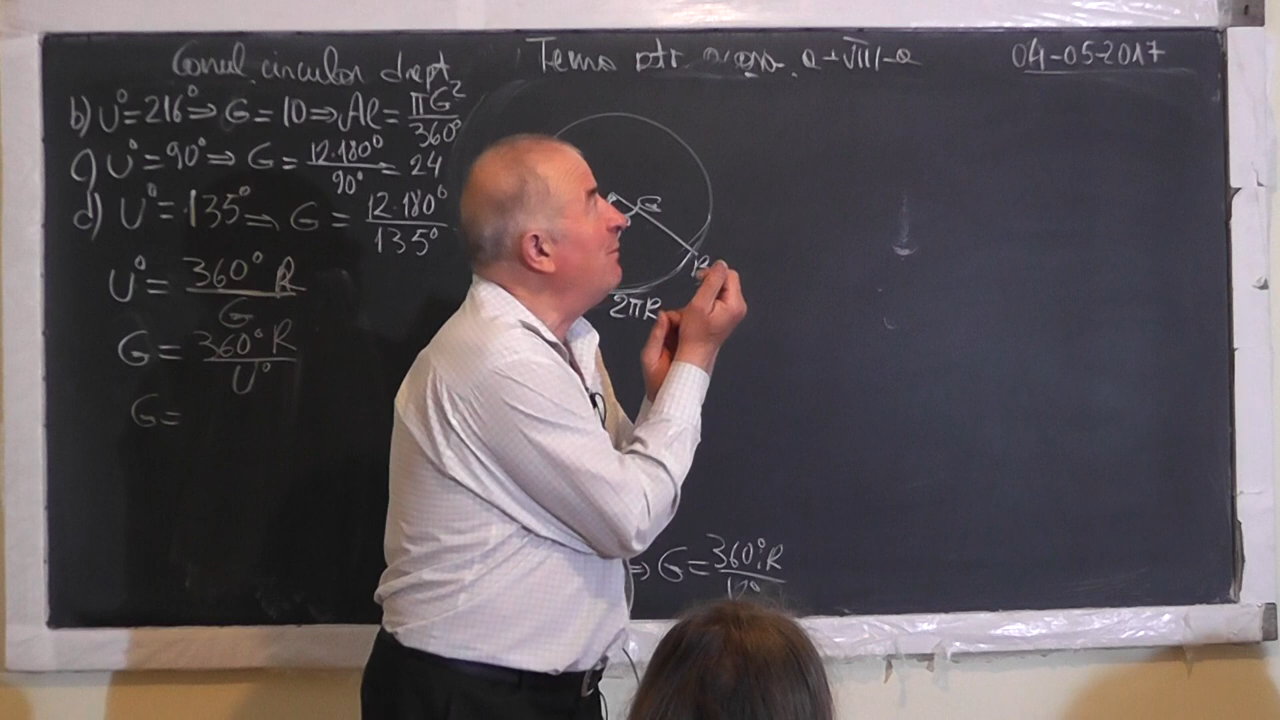 Conul circular drept
Tema ptr. a VIII-a
04-05-2017
b) U°=216°⇒ G=10⇒Al= πG²/360°
c) U°=90°⇒ G= 12·180°/90° = 24
d) U°=135°⇒ G = 12·180°/135°
U°= 360° R/G
G= 360° R/U°
G=
G
R
2πR
⇒ G= 360°·R/U°